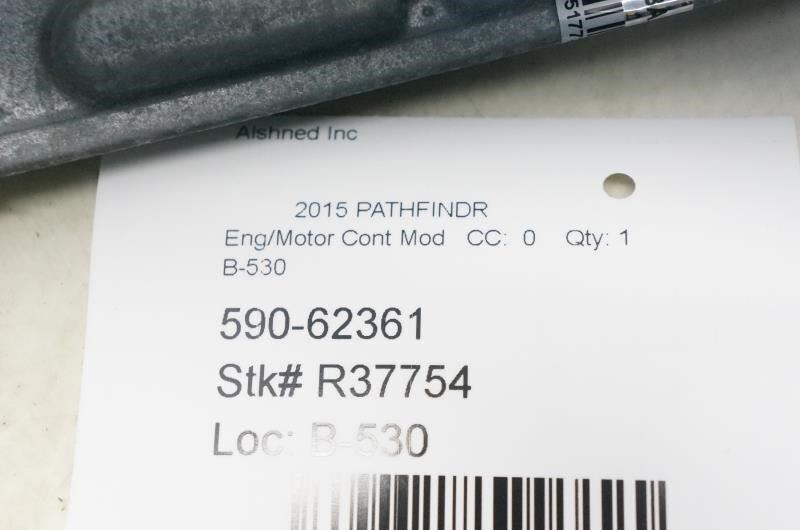 5177
Alshned Inc
2015 PATHFINDR
Eng/Motor Cont Mod CC: 0 Qty: 1
B-530
590-62361
Stk# R37754
Loc: B-530